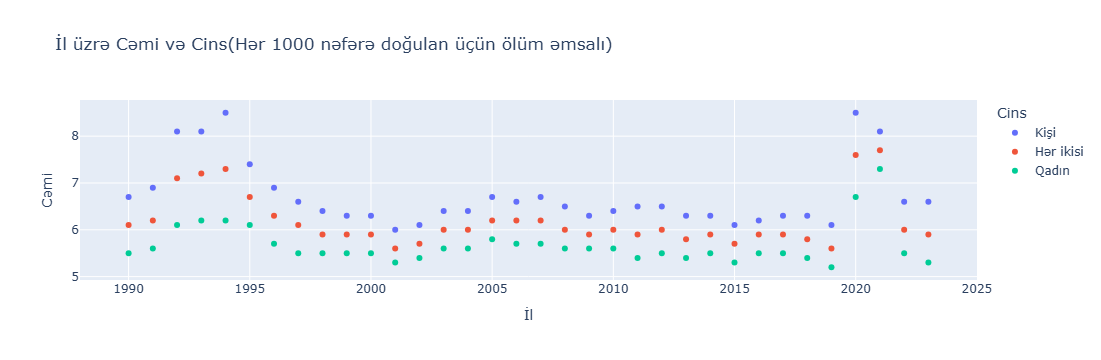 İl üzrə Cəmi və Cins(Hər 1000 nəfərə doğulan üçün ölüm əmsalı)
Cəmi
8
7
6
5
1990 1995 2000 2005 2010 2015 2020 2025
İl
Cins
Kişi
Hər ikisi
Qadın